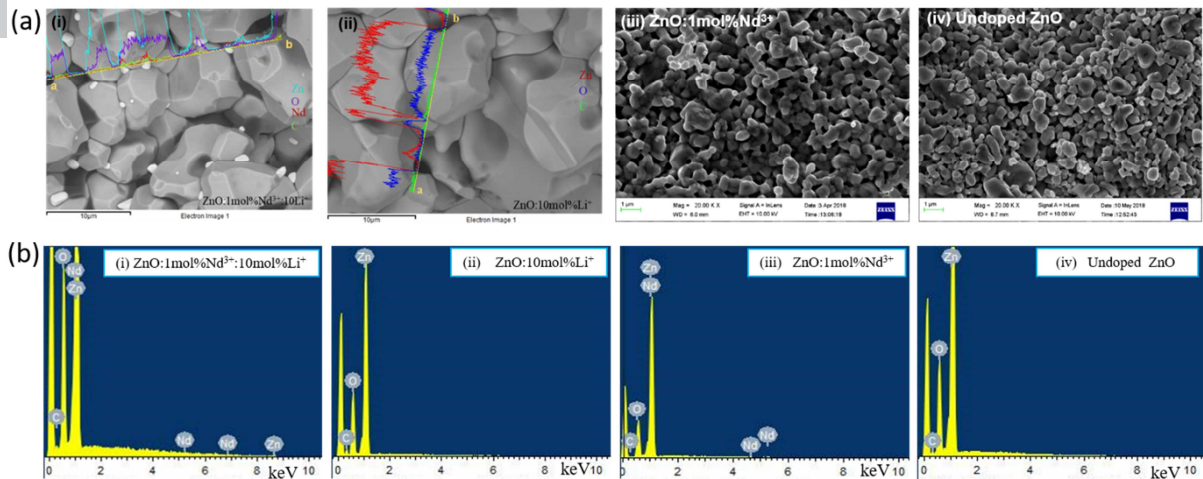 (a)
(i)
b
a
Zn
O
Nd
C
ZnO:1mol%Nd³⁺:10Li⁺
10µm
Electron Image 1
(ii)
b
Zn
O
a
ZnO:10mol%Li⁺
10µm
Electron Image 1
(iii) ZnO:1mol%Nd³⁺
1 µm
Mag = 20.00 K X
Signal A = InLens
Date :3 Apr 2018
WD = 6.0 mm
EHT = 10.00 kV
Time :13:06:19
ZEISS
(iv) Undoped ZnO
1 µm
Mag = 20.00 K X
Signal A = InLens
Date :10 May 2018
WD = 8.7 mm
EHT = 10.00 kV
Time :12:52:43
ZEISS
(b)
(i) ZnO:1mol%Nd³⁺:10mol%Li⁺
O
Nd
Zn
C
Nd
Nd
Zn
0 2 4 6 8 10
keV
(ii) ZnO:10mol%Li⁺
Zn
O
C
0 2 4 6 8 10
keV
(iii) ZnO:1mol%Nd³⁺
Zn
Nd
O
C
Nd
Nd
0 2 4 6 8 10
keV
(iv) Undoped ZnO
Zn
O
C
0 2 4 6 8 10
keV